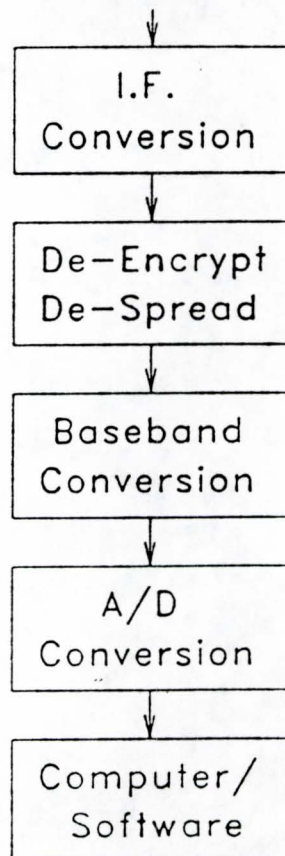 I.F.
Conversion
De-Encrypt
De-Spread
Baseband
Conversion
A/D
Conversion
Computer/
Software